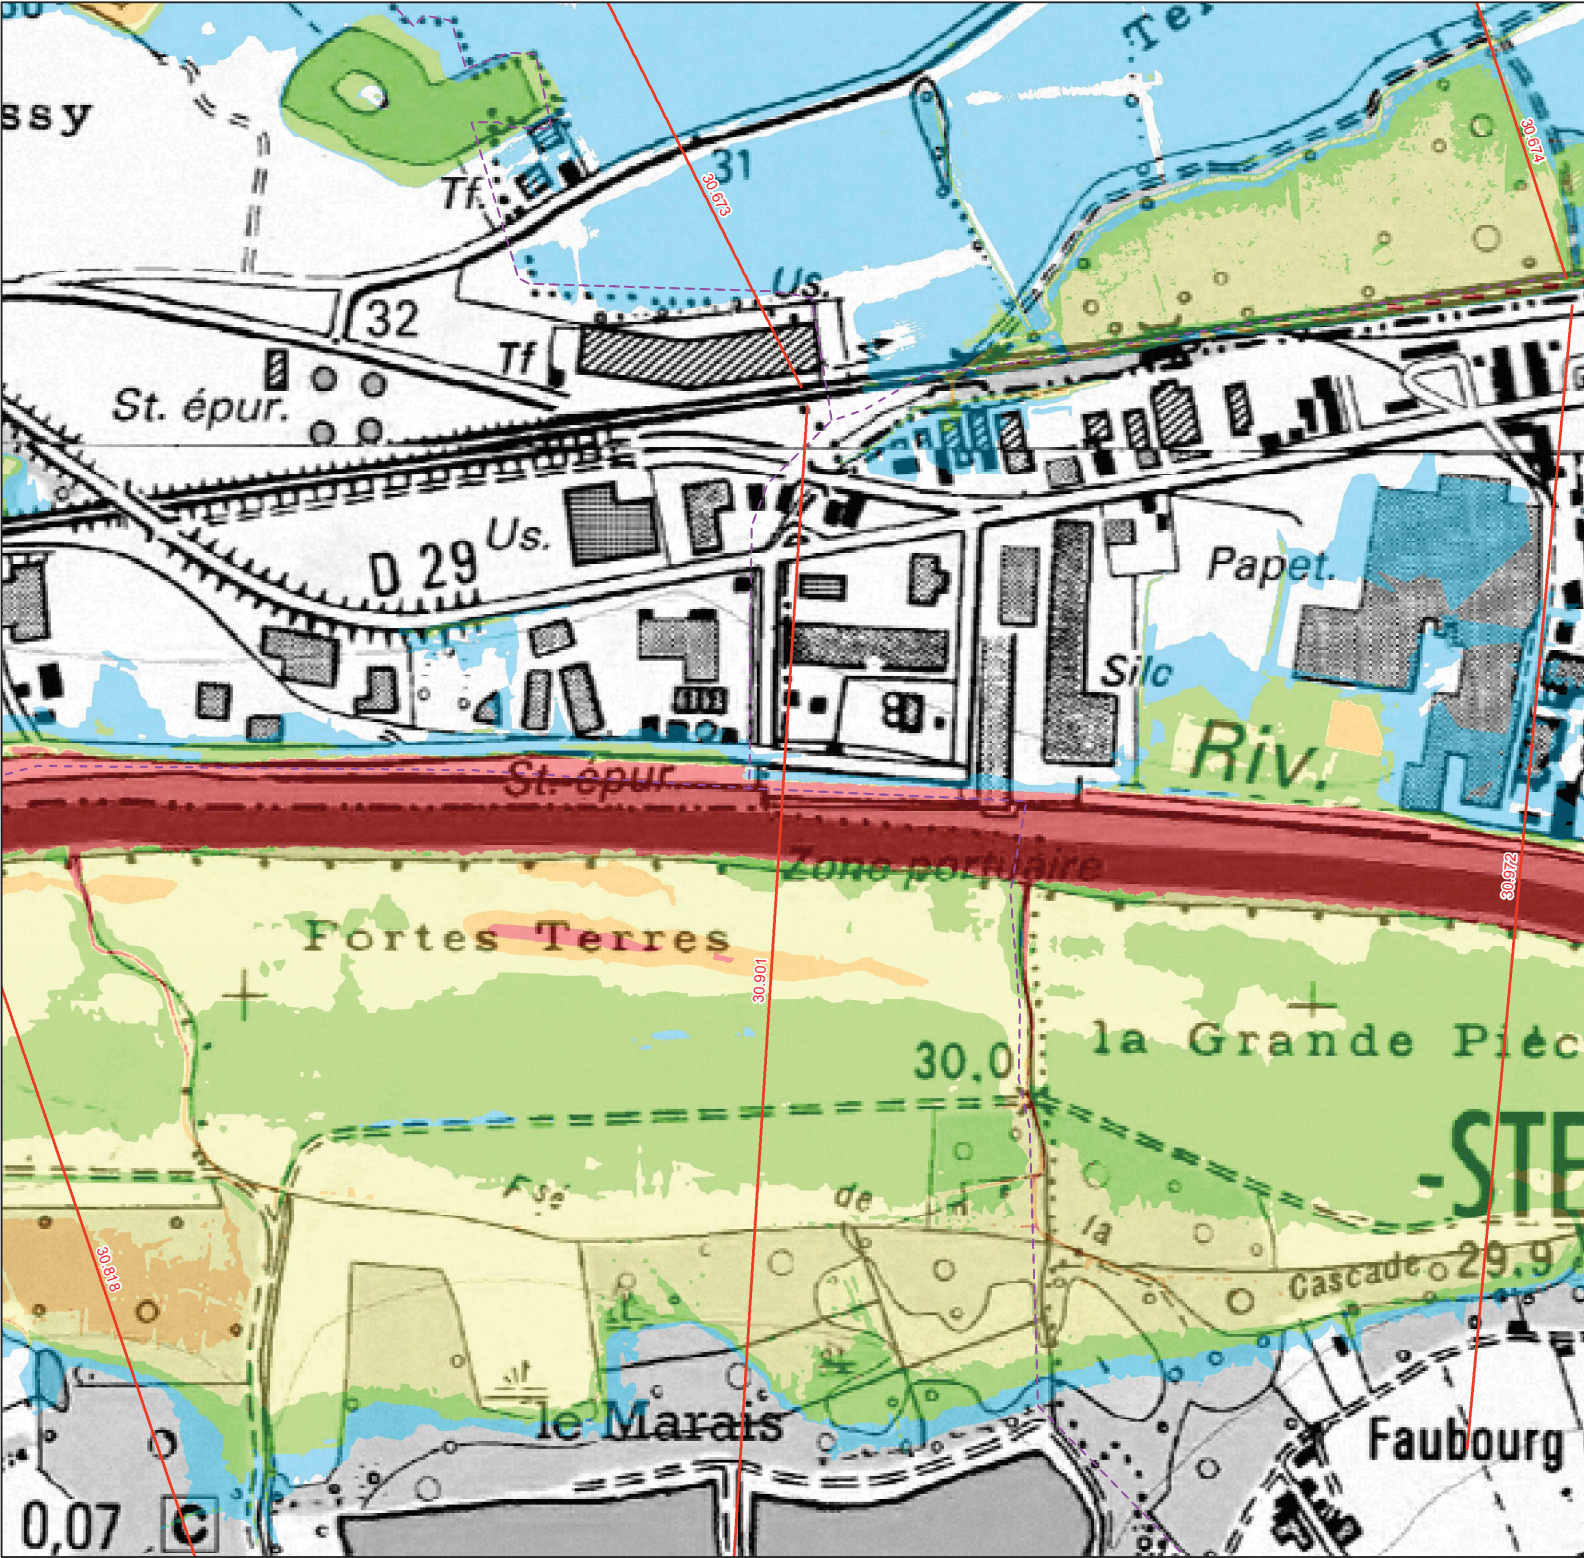 ssy
Tf.
31
30.673
30.674
Us.
32
Tf
St. épur.
D 29
Us.
Papet.
Silc
Riv.
St. épur.
Zone portuaire
Fortes Terres
30.901
30.972
la Grande Pièc
30.0
-STE
Fsé de la Cascade
29.9
30.818
le Marais
Faubourg
0,07
C